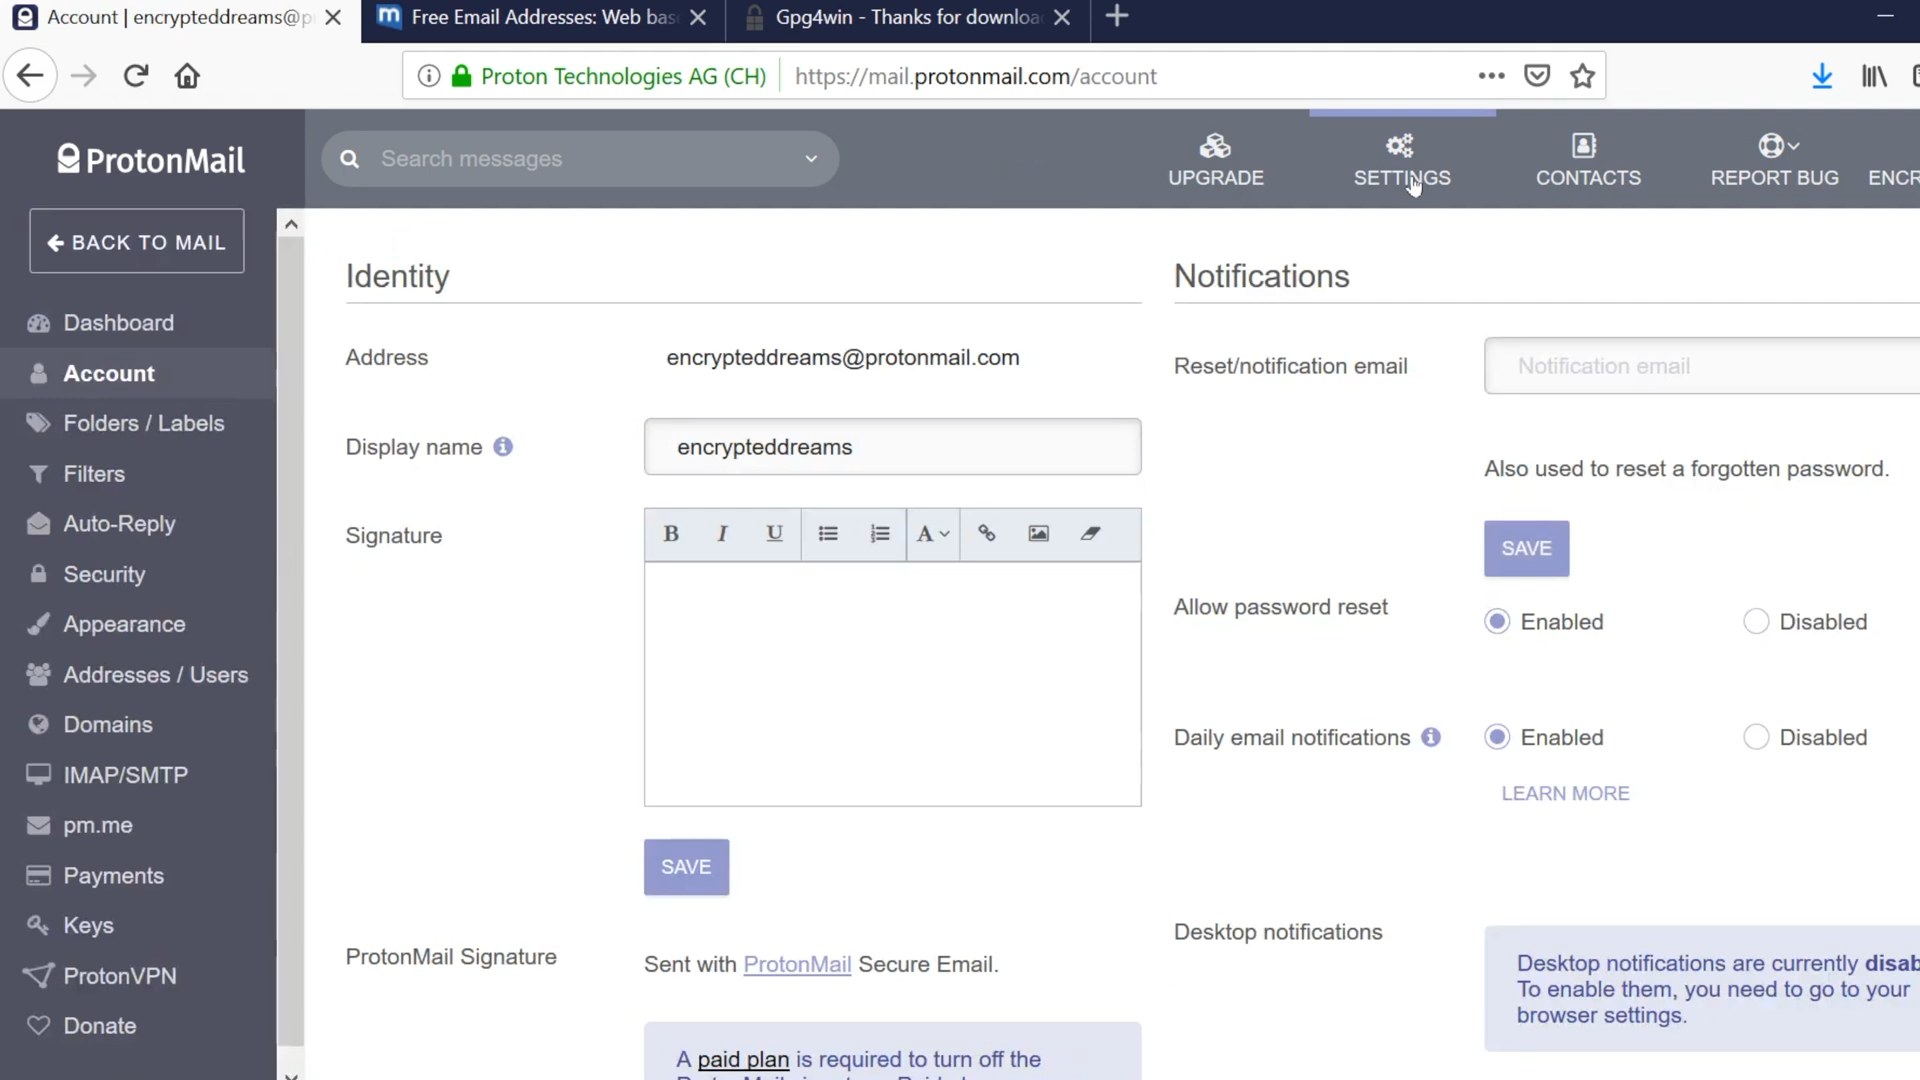 Account | encrypteddreams@p
Free Email Addresses: Web bas
Gpg4win - Thanks for downloa
Proton Technologies AG (CH)
https://mail.protonmail.com/account
ProtonMail
Search messages
UPGRADE
SETTINGS
CONTACTS
REPORT BUG
ENCR
BACK TO MAIL
Dashboard
Account
Folders / Labels
Filters
Auto-Reply
Security
Appearance
Addresses / Users
Domains
IMAP/SMTP
pm.me
Payments
Keys
ProtonVPN
Donate
Identity
Address
encrypteddreams@protonmail.com
Display name
encrypteddreams
Signature
B I U A
SAVE
ProtonMail Signature
Sent with ProtonMail Secure Email.
A paid plan is required to turn off the
Notifications
Reset/notification email
Notification email
Also used to reset a forgotten password.
SAVE
Allow password reset
Enabled
Disabled
Daily email notifications
Enabled
Disabled
LEARN MORE
Desktop notifications
Desktop notifications are currently disab
To enable them, you need to go to your
browser settings.